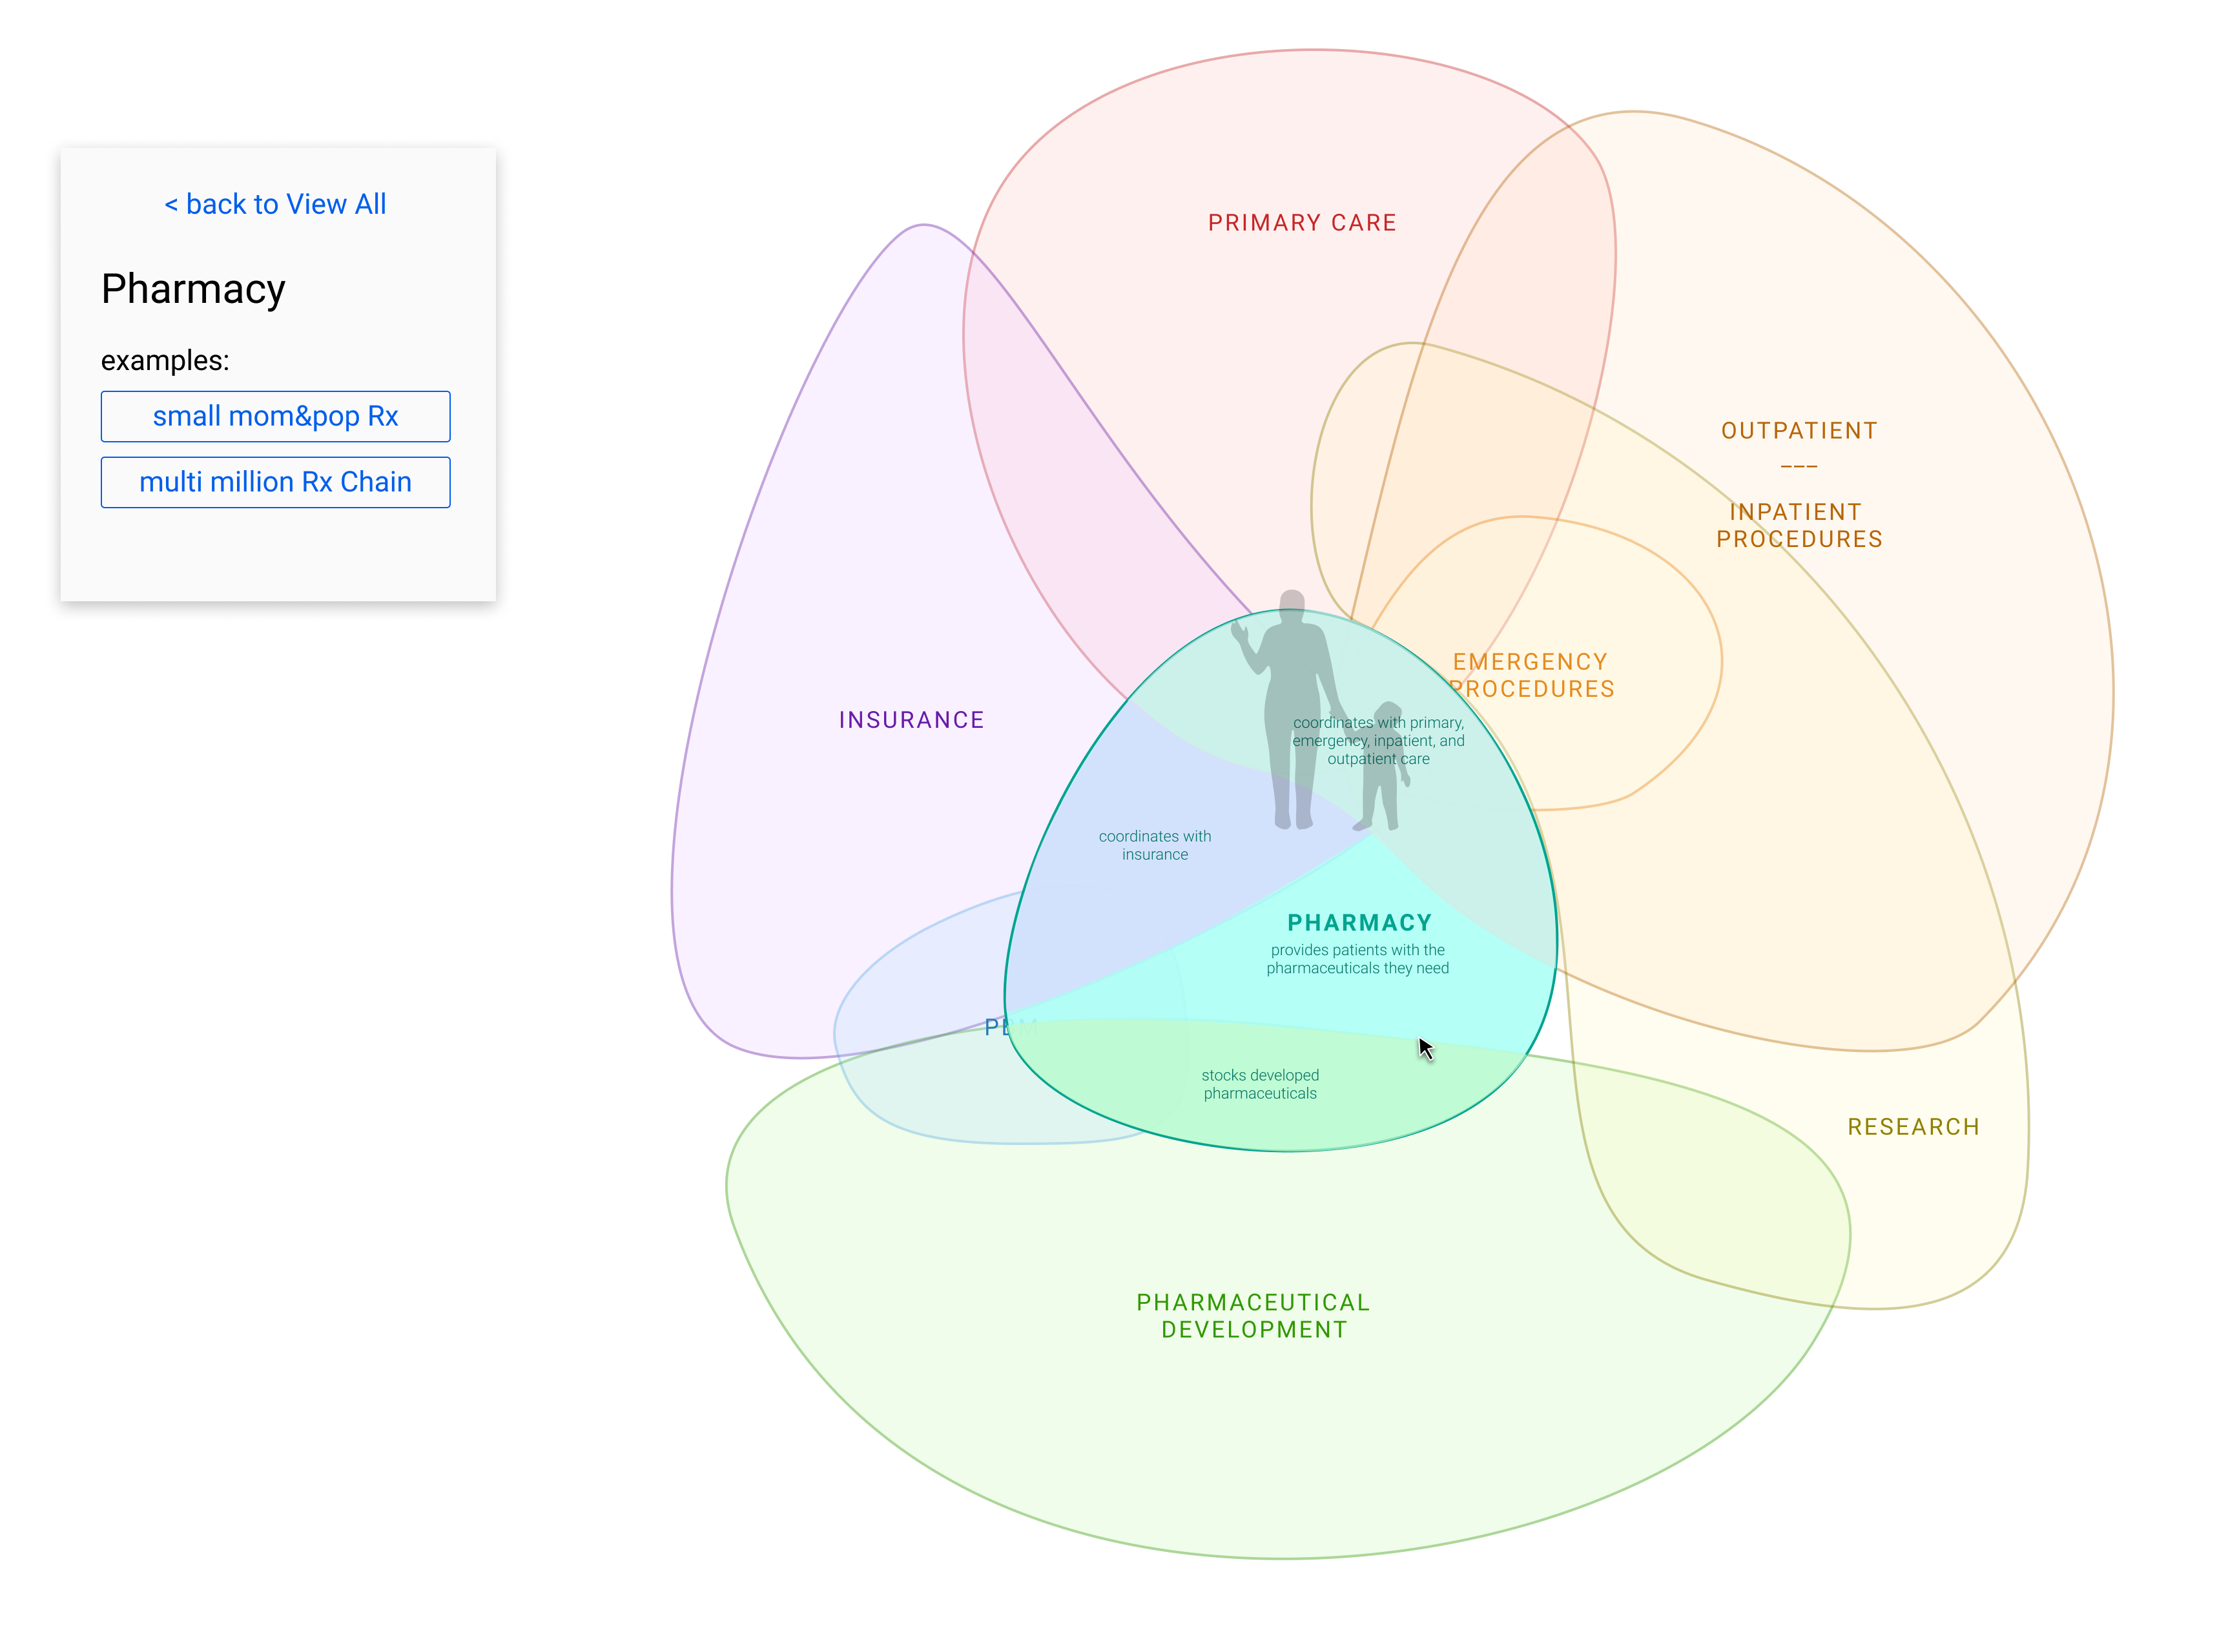 < back to View All
Pharmacy
examples:
small mom&pop Rx
multi million Rx Chain
PRIMARY CARE
OUTPATIENT
---
INPATIENT
PROCEDURES
EMERGENCY
PROCEDURES
INSURANCE
coordinates with primary,
emergency, inpatient, and
outpatient care
coordinates with
insurance
PHARMACY
provides patients with the
pharmaceuticals they need
PBM
stocks developed
pharmaceuticals
RESEARCH
PHARMACEUTICAL
DEVELOPMENT